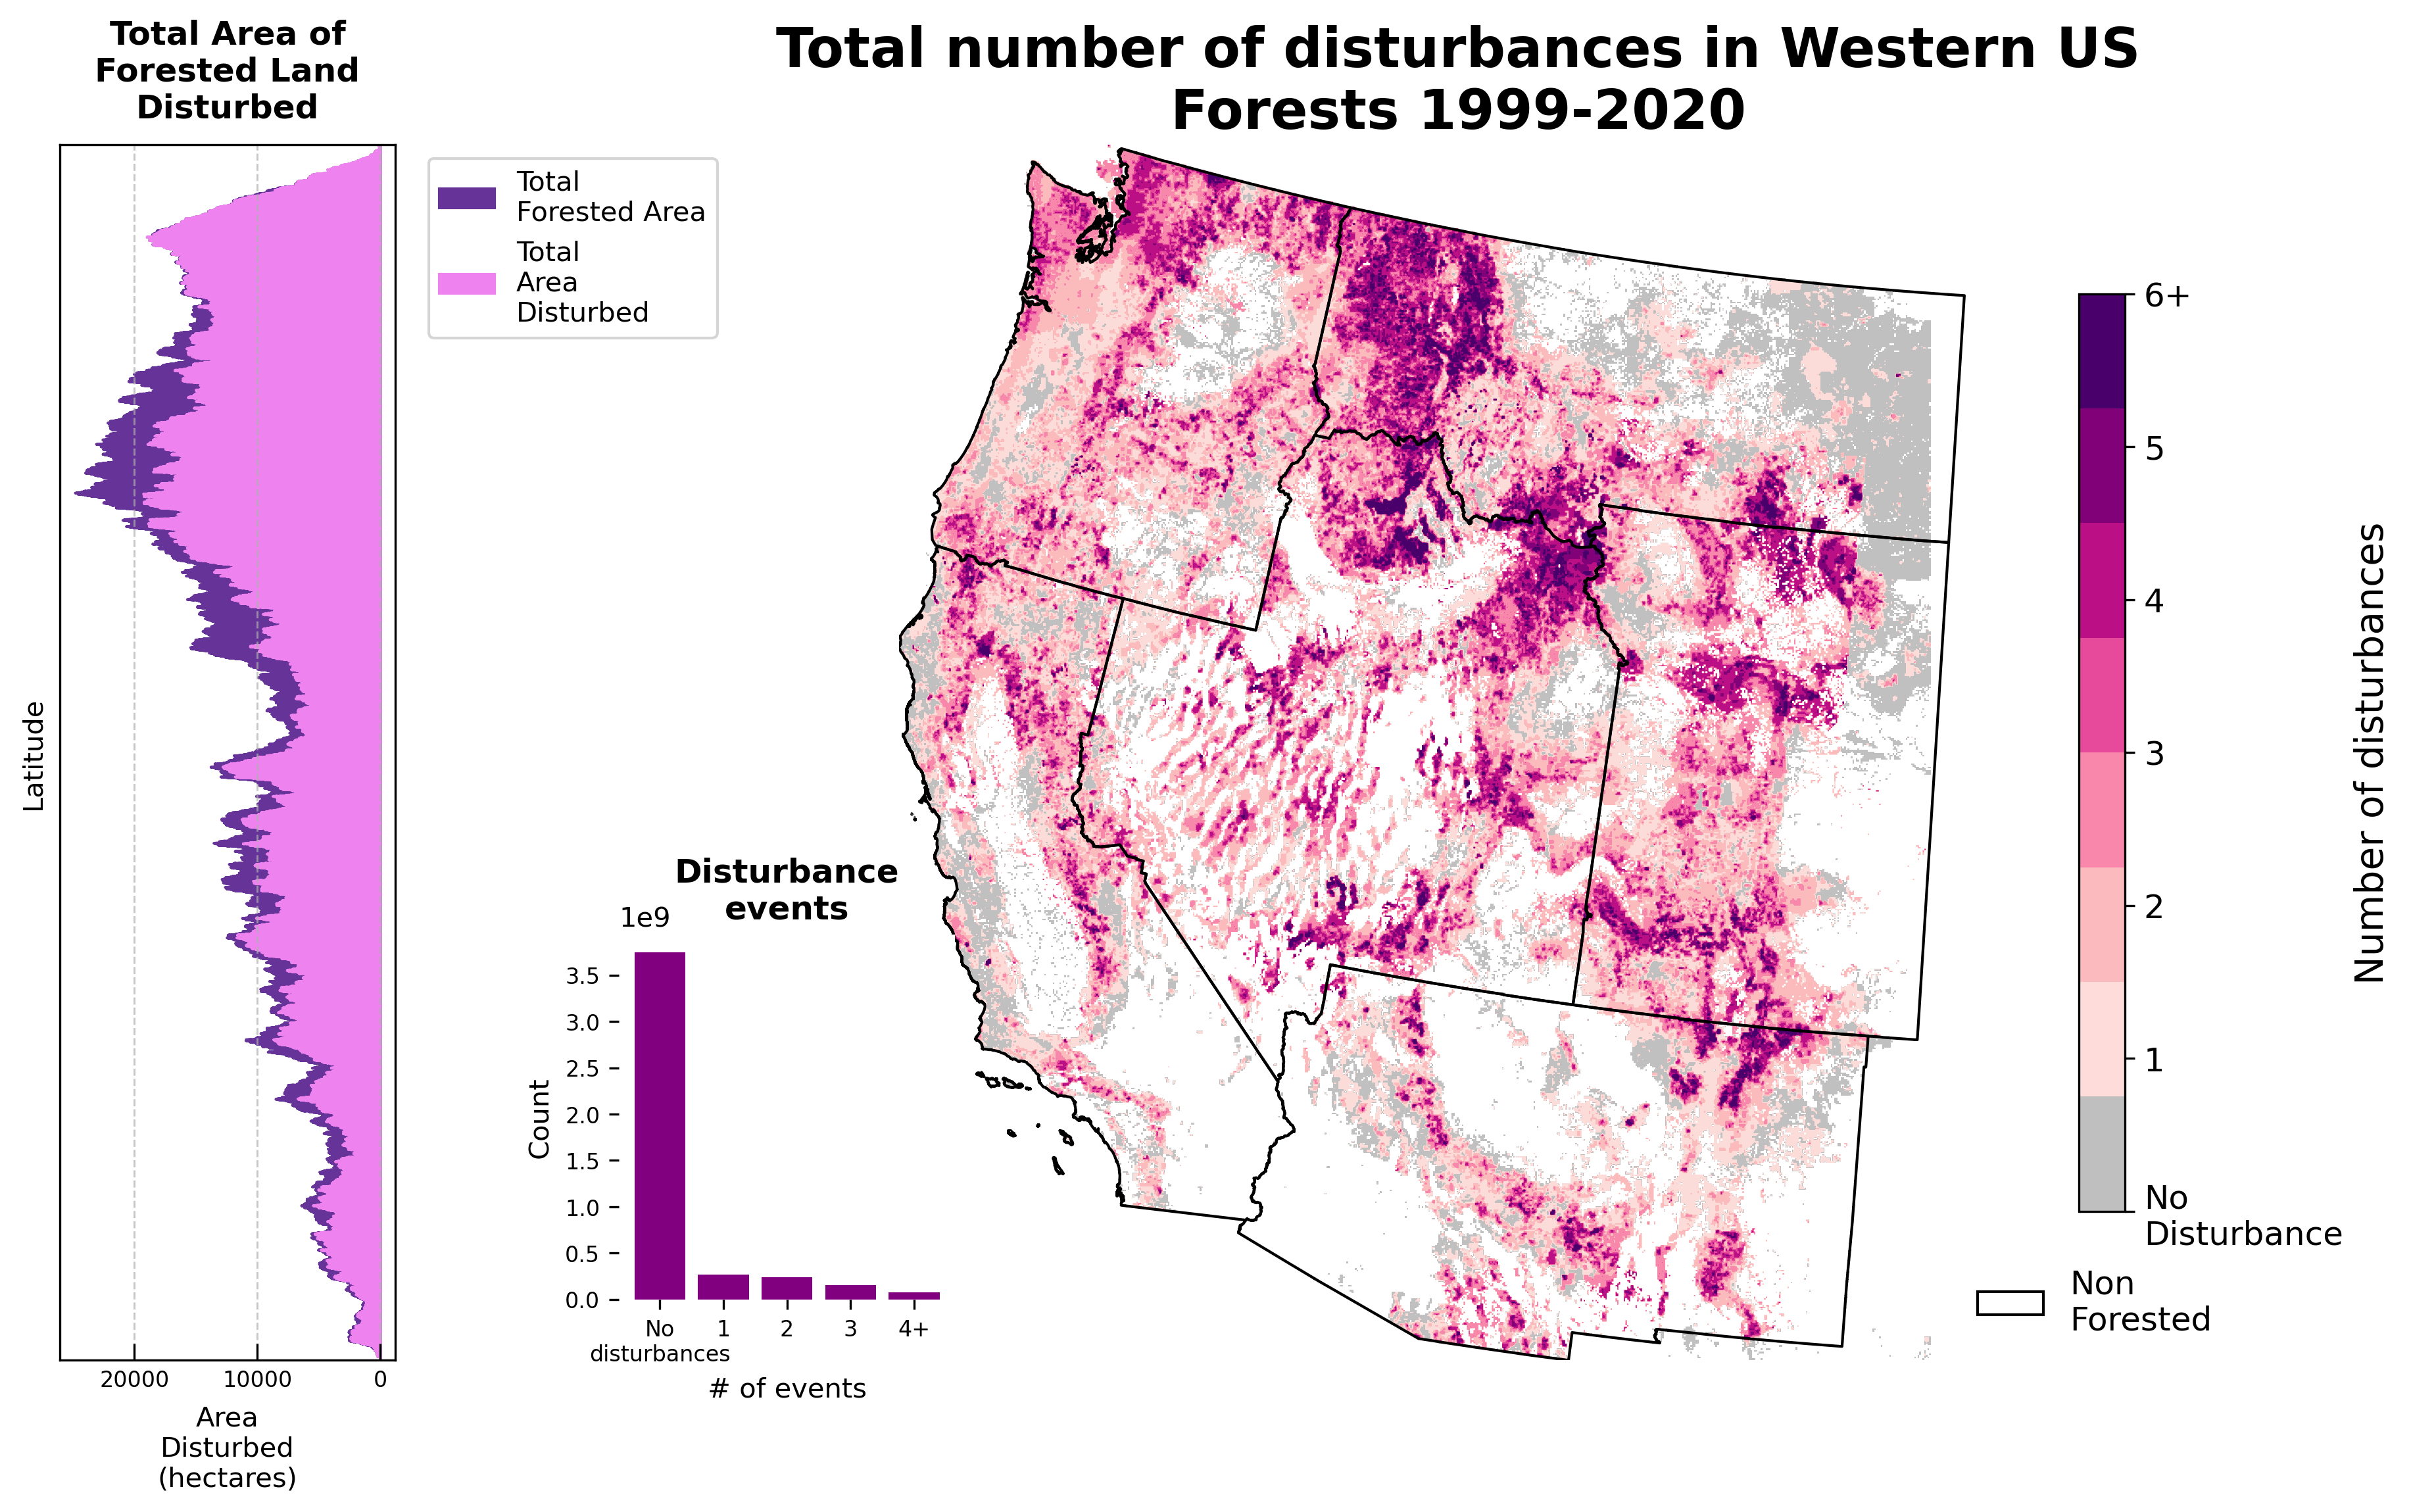 Total Area of
Forested Land
Disturbed
Total number of disturbances in Western US
Forests 1999-2020
Total
Forested Area
Total
Area
Disturbed
Latitude
20000
10000
0
Area
Disturbed
(hectares)
Disturbance
events
1e9
3.5
3.0
2.5
2.0
1.5
1.0
0.5
0.0
Count
No
disturbances
1
2
3
4+
# of events
6+
5
4
3
2
1
No
Disturbance
Number of disturbances
Non
Forested